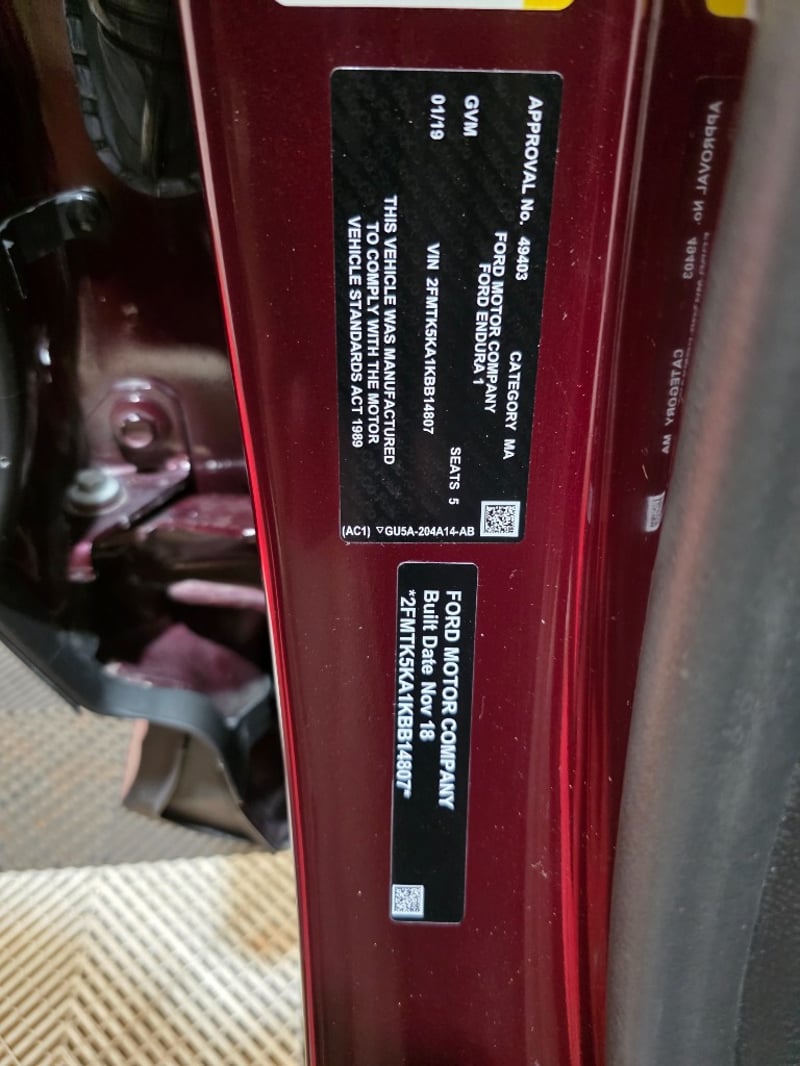 APPROVAL No. 49403 CATEGORY MA
FORD MOTOR COMPANY
FORD ENDURA 1
GVM SEATS 5
01/19 VIN 2FMTK5KA1KBB14807
THIS VEHICLE WAS MANUFACTURED
TO COMPLY WITH THE MOTOR
VEHICLE STANDARDS ACT 1989
(AC1) ▽GU5A-204A14-AB
FORD MOTOR COMPANY
Built Date Nov 18
*2FMTK5KA1KBB14807*